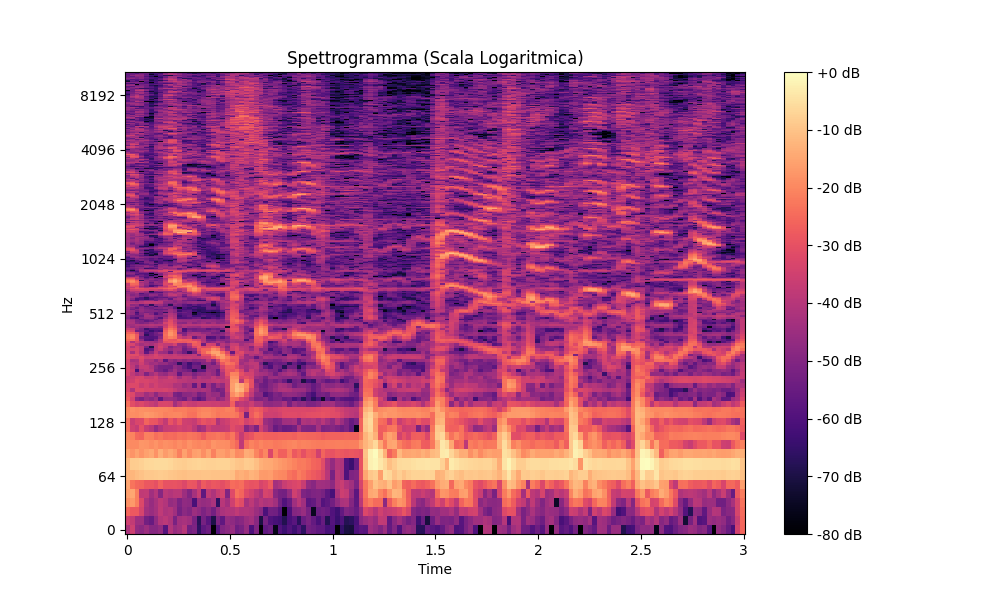 Spettrogramma (Scala Logaritmica)
Hz
8192
4096
2048
1024
512
256
128
64
0
0 0.5 1 1.5 2 2.5 3
Time
+0 dB
-10 dB
-20 dB
-30 dB
-40 dB
-50 dB
-60 dB
-70 dB
-80 dB